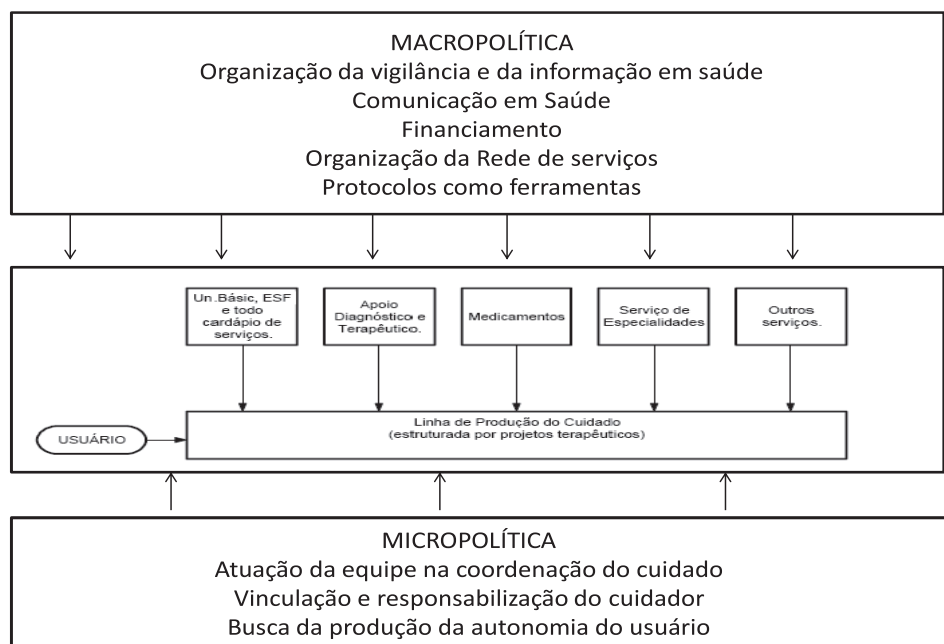 MACROPOLÍTICA
Organização da vigilância e da informação em saúde
Comunicação em Saúde
Financiamento
Organização da Rede de serviços
Protocolos como ferramentas
Un.Básic, ESF
e todo
cardápio de
serviços.
Apoio
Diagnóstico e
Terapêutico.
Medicamentos
Serviço de
Especialidades
Outros
serviços.
Linha de Produção do Cuidado
(estruturada por projetos terapêuticos)
USUÁRIO
MICROPOLÍTICA
Atuação da equipe na coordenação do cuidado
Vinculação e responsabilização do cuidador
Busca da produção da autonomia do usuário